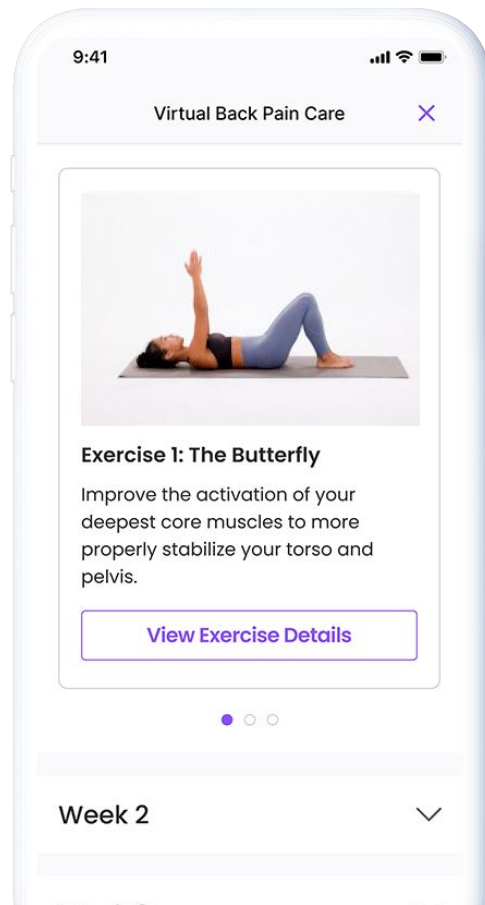 9:41
Virtual Back Pain Care
Exercise 1: The Butterfly
Improve the activation of your
deepest core muscles to more
properly stabilize your torso and
pelvis.
View Exercise Details
Week 2